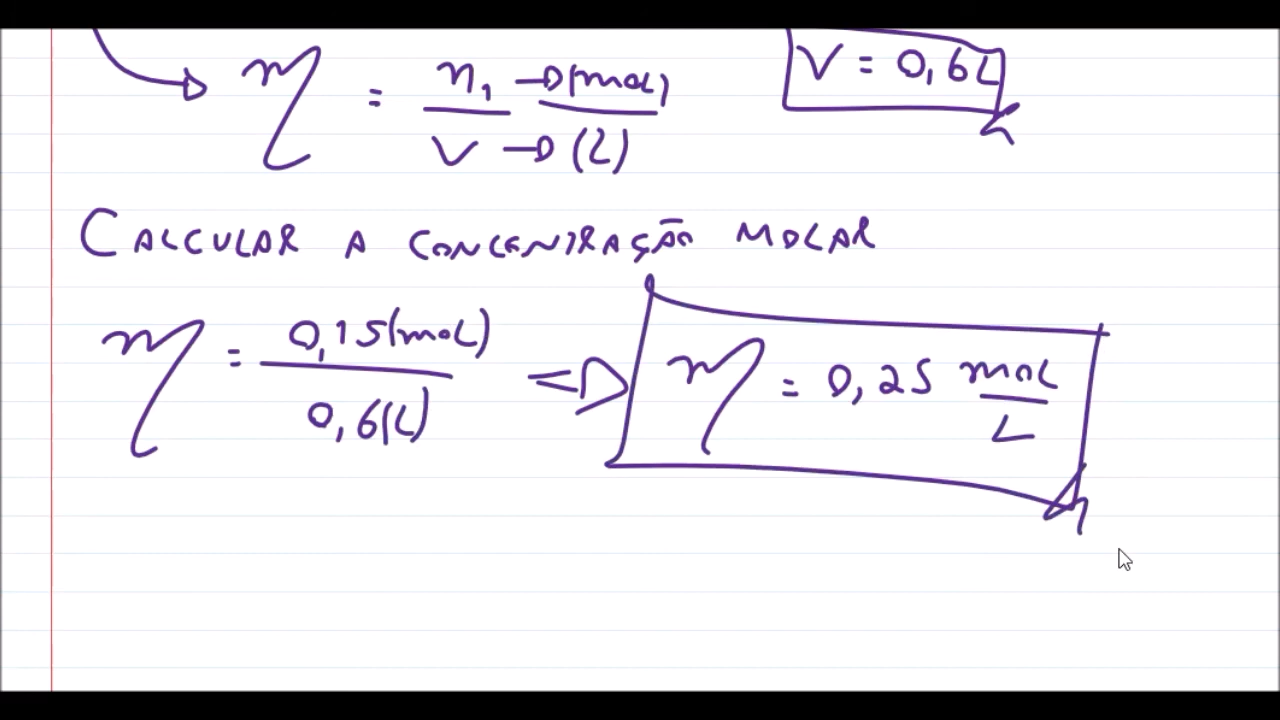 M = n₁ →(mol) / V →(L)
V = 0,6L
CALCULAR A CONCENTRAÇÃO MOLAR
M = 0,15(moL) / 0,6(L) ⇒ M = 0,25 moL / L